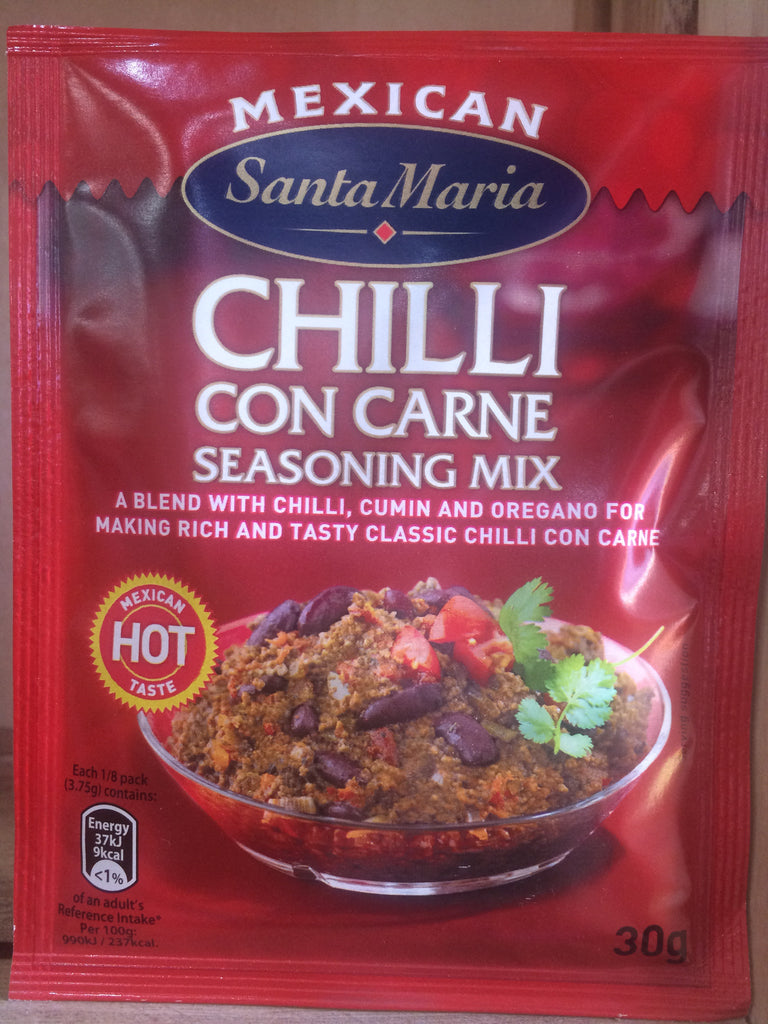 MEXICAN
Santa Maria
CHILLI
CON CARNE
SEASONING MIX
A BLEND WITH CHILLI, CUMIN AND OREGANO FOR
MAKING RICH AND TASTY CLASSIC CHILLI CON CARNE
MEXICAN
HOT
TASTE
Each 1/8 pack
(3.75g) contains:
Energy
37kJ
9kcal
<1%
of an adult's
Reference Intake*
Per 100g:
990kJ / 237kcal.
30g